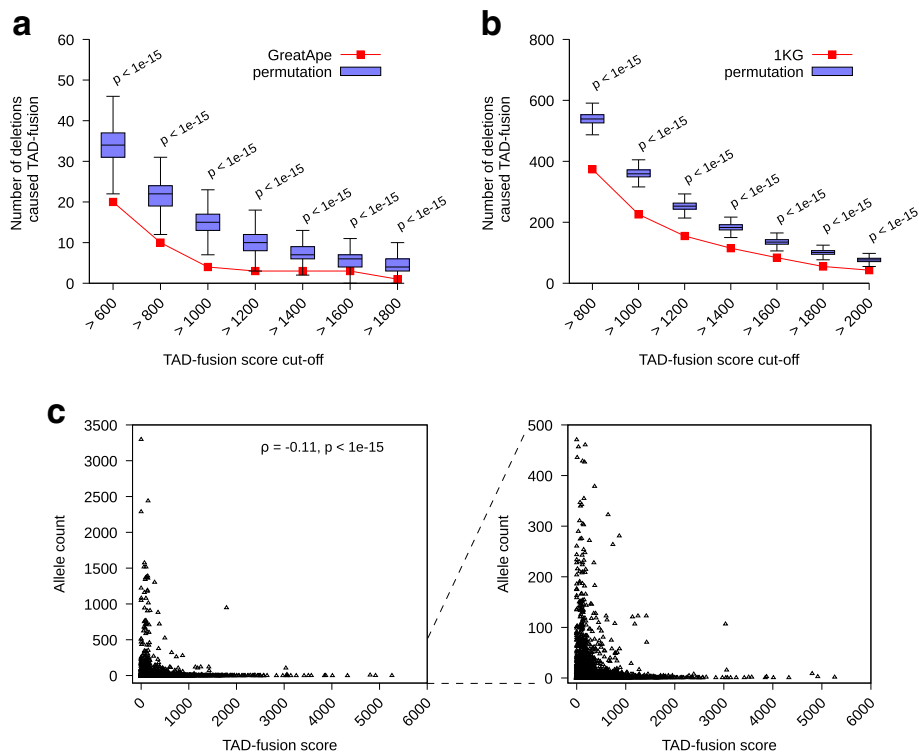 a
60
50
40
30
20
10
0
Number of deletions
caused TAD-fusion
GreatApe
permutation
p < 1e-15
p < 1e-15
p < 1e-15
p < 1e-15
p < 1e-15
p < 1e-15
p < 1e-15
> 600
> 800
> 1000
> 1200
> 1400
> 1600
> 1800
TAD-fusion score cut-off
b
800
600
400
200
0
Number of deletions
caused TAD-fusion
1KG
permutation
p < 1e-15
p < 1e-15
p < 1e-15
p < 1e-15
p < 1e-15
p < 1e-15
p < 1e-15
> 800
> 1000
> 1200
> 1400
> 1600
> 1800
> 2000
TAD-fusion score cut-off
c
3500
3000
2500
2000
1500
1000
500
0
Allele count
ρ = -0.11, p < 1e-15
0
1000
2000
3000
4000
5000
6000
TAD-fusion score
500
400
300
200
100
0
Allele count
0
1000
2000
3000
4000
5000
6000
TAD-fusion score